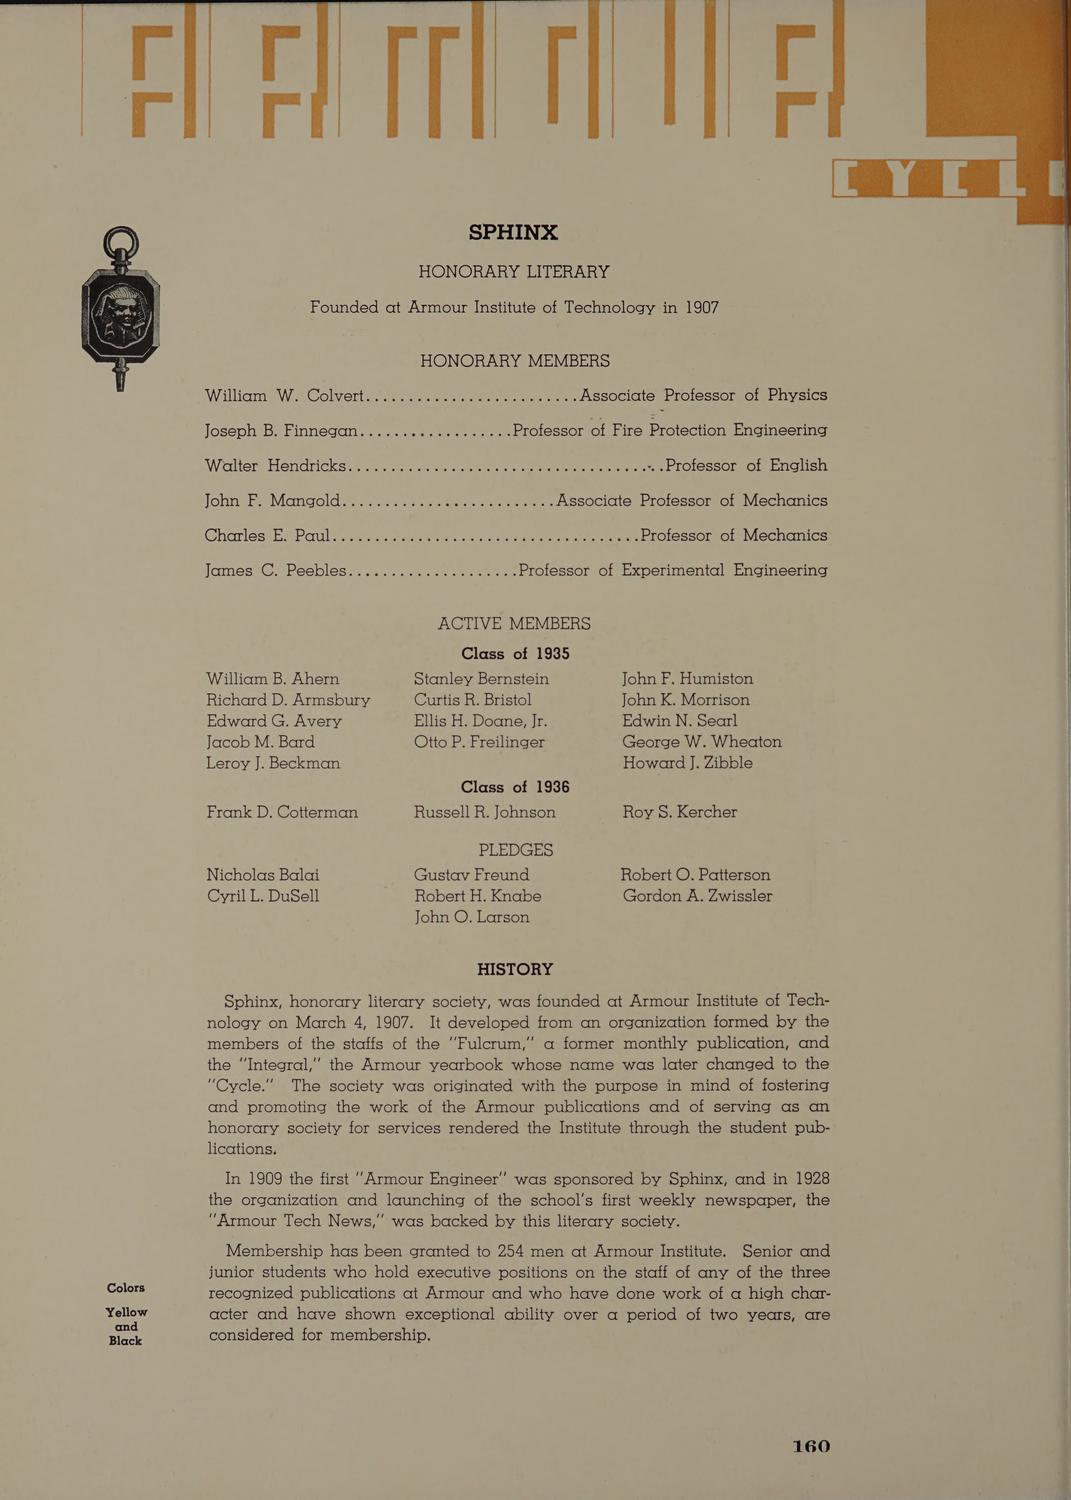 armour
CYCLE
SPHINX
HONORARY LITERARY
Founded at Armour Institute of Technology in 1907
HONORARY MEMBERS
William W. Colvert.........................Associate Professor of Physics
Joseph B. Finnegan..................Professor of Fire Protection Engineering
Walter Hendricks.....................................Professor of English
John F. Mangold.........................Associate Professor of Mechanics
Charles E. Paul....................................Professor of Mechanics
James C. Peebles....................Professor of Experimental Engineering
ACTIVE MEMBERS
Class of 1935
William B. Ahern Stanley Bernstein John F. Humiston
Richard D. Armsbury Curtis R. Bristol John K. Morrison
Edward G. Avery Ellis H. Doane, Jr. Edwin N. Searl
Jacob M. Bard Otto P. Freilinger George W. Wheaton
Leroy J. Beckman Howard J. Zibble
Class of 1936
Frank D. Cotterman Russell R. Johnson Roy S. Kercher
PLEDGES
Nicholas Balai Gustav Freund Robert O. Patterson
Cyril L. DuSell Robert H. Knabe Gordon A. Zwissler
John O. Larson
HISTORY
Sphinx, honorary literary society, was founded at Armour Institute of Tech-
nology on March 4, 1907. It developed from an organization formed by the
members of the staffs of the "Fulcrum," a former monthly publication, and
the "Integral," the Armour yearbook whose name was later changed to the
"Cycle." The society was originated with the purpose in mind of fostering
and promoting the work of the Armour publications and of serving as an
honorary society for services rendered the Institute through the student pub-
lications.
In 1909 the first "Armour Engineer" was sponsored by Sphinx, and in 1928
the organization and launching of the school's first weekly newspaper, the
"Armour Tech News," was backed by this literary society.
Membership has been granted to 254 men at Armour Institute. Senior and
junior students who hold executive positions on the staff of any of the three
recognized publications at Armour and who have done work of a high char-
acter and have shown exceptional ability over a period of two years, are
considered for membership.
Colors
Yellow
and
Black
160